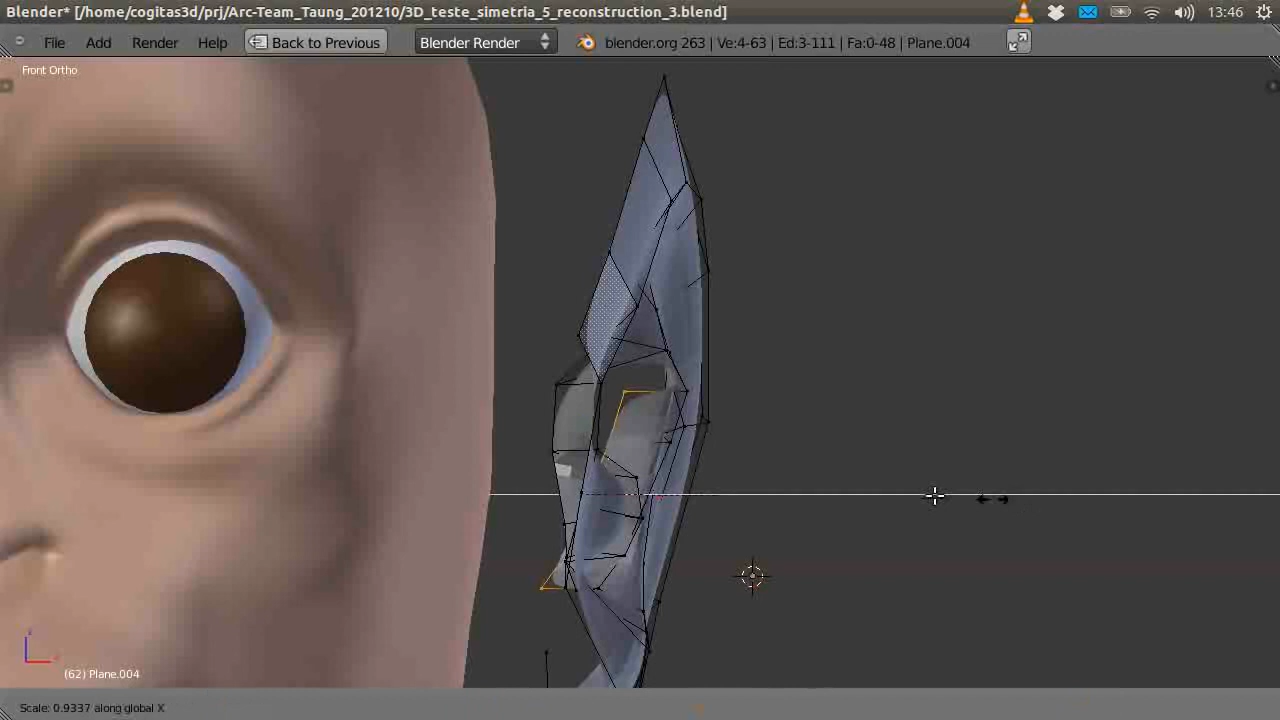 Blender* [/home/cogitas3d/prj/Arc-Team_Taung_201210/3D_teste_simetria_5_reconstruction_3.blend]
13:46
File Add Render Help Back to Previous Blender Render blender.org 263 | Ve:4-63 | Ed:3-111 | Fa:0-48 | Plane.004
Front Ortho
(62) Plane.004
Scale: 0.9337 along global X